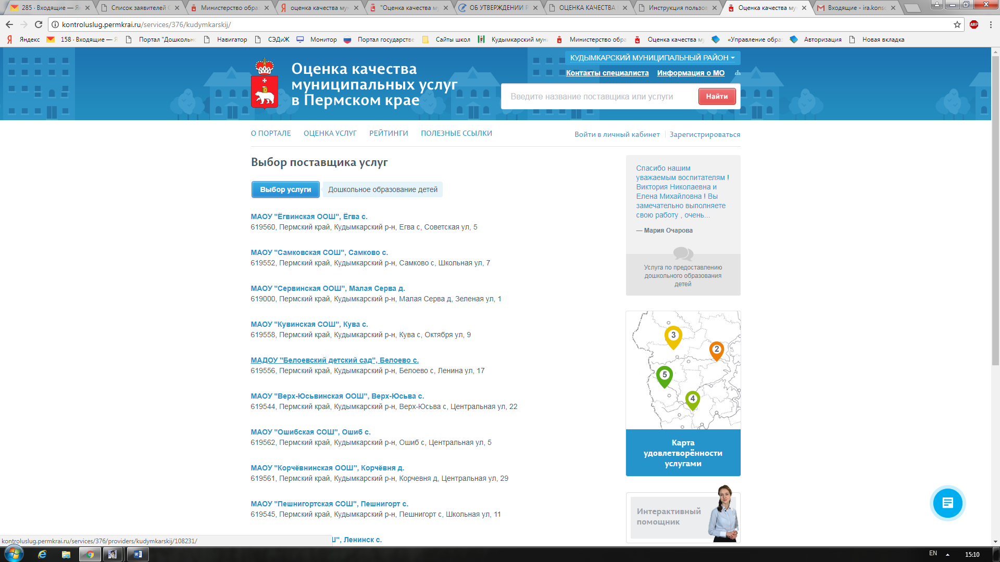 285 · Входящие — Я
Список заявителей С
Министерство обра
оценка качества му
"Оценка качества м
ОБ УТВЕРЖДЕНИИ Р
ОЦЕНКА КАЧЕСТВА
Инструкция пользо
Оценка качества му
Входящие - ira.konsc
kontroluslug.permkrai.ru/services/376/kudymkarskij/
ABP
Яндекс
158 · Входящие — Я
Портал "Дошкольн
Навигатор
СЭДиЖ
Монитор
Портал государстве
Сайты школ
Кудымкарский мун
Министерство обра
Оценка качества му
«Управление обра
Авторизация
Новая вкладка
Оценка качества
муниципальных услуг
в Пермском крае
КУДЫМКАРСКИЙ МУНИЦИПАЛЬНЫЙ РАЙОН
Контакты специалиста Информация о МО
Введите название поставщика или услуги Найти
О ПОРТАЛЕ ОЦЕНКА УСЛУГ РЕЙТИНГИ ПОЛЕЗНЫЕ ССЫЛКИ
Войти в личный кабинет Зарегистрироваться
Выбор поставщика услуг
Выбор услуги Дошкольное образование детей
МАОУ "Ёгвинская ООШ", Ёгва с.
619560, Пермский край, Кудымкарский р-н, Егва с, Советская ул, 5
МАОУ "Самковская СОШ", Самково с.
619552, Пермский край, Кудымкарский р-н, Самково с, Школьная ул, 7
МАОУ "Сервинская ООШ", Малая Серва д.
619000, Пермский край, Кудымкарский р-н, Малая Серва д, Зеленая ул, 1
МАОУ "Кувинская СОШ", Кува с.
619558, Пермский край, Кудымкарский р-н, Кува с, Октября ул, 9
МАДОУ "Белоевский детский сад", Белоево с.
619556, Пермский край, Кудымкарский р-н, Белоево с, Ленина ул, 17
МАОУ "Верх-Юсьвинская ООШ", Верх-Юсьва с.
619544, Пермский край, Кудымкарский р-н, Верх-Юсьва с, Центральная ул, 22
МАОУ "Ошибская СОШ", Ошиб с.
619562, Пермский край, Кудымкарский р-н, Ошиб с, Центральная ул, 5
МАОУ "Корчёвнинская ООШ", Корчёвня д.
619561, Пермский край, Кудымкарский р-н, Корчевня д, Центральная ул, 29
МАОУ "Пешнигортская СОШ", Пешнигорт с.
619545, Пермский край, Кудымкарский р-н, Пешнигорт с, Школьная ул, 11
Ш", Ленинск с.
Спасибо нашим
уважаемым воспитателям !
Виктория Николаевна и
Елена Михайловна ! Вы
замечательно выполняете
свою работу , очень...
— Мария Очарова
Услуга по предоставлению
дошкольного образования
детей
3
2
5
4
Карта
удовлетворённости
услугами
Интерактивный
помощник
kontroluslug.permkrai.ru/services/376/providers/kudymkarskij/108231/
EN
15:10